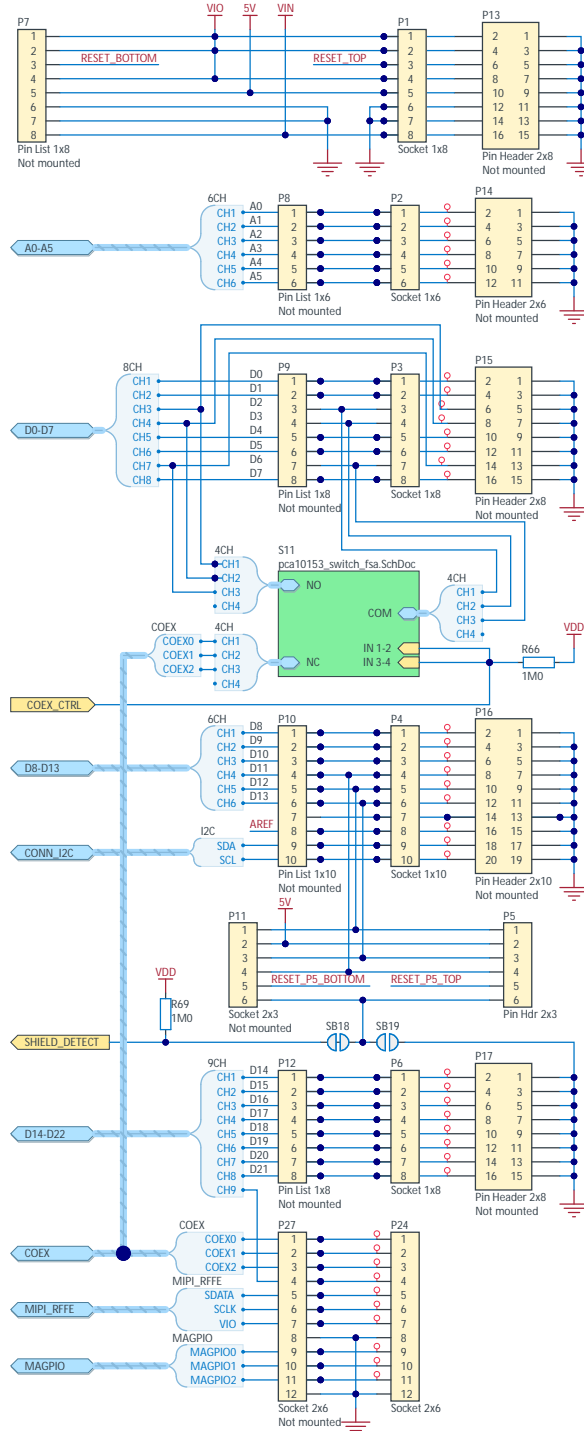 VIO 5V VIN
P7 P1 P13
1 1 2 1
2 2 4 3
RESET_BOTTOM RESET_TOP
3 3 6 5
4 4 8 7
5 5 10 9
6 6 12 11
7 7 14 13
8 8 16 15
Pin List 1x8 Socket 1x8 Pin Header 2x8
Not mounted Not mounted
6CH P8 P2 P14
CH1 A0 1 1 2 1
CH2 A1 2 2 4 3
CH3 A2 3 3 6 5
A0-A5
CH4 A3 4 4 8 7
CH5 A4 5 5 10 9
CH6 A5 6 6 12 11
Pin List 1x6 Socket 1x6 Pin Header 2x6
Not mounted Not mounted
8CH P9 P3 P15
CH1 D0 1 1 2 1
CH2 D1 2 2 4 3
CH3 D2 3 3 6 5
CH4 D3 4 4 8 7
D0-D7
CH5 D4 5 5 10 9
CH6 D5 6 6 12 11
CH7 D6 7 7 14 13
CH8 D7 8 8 16 15
Pin List 1x8 Socket 1x8 Pin Header 2x8
Not mounted Not mounted
4CH S11
pca10153_switch_fsa.SchDoc
CH1
CH2 NO 4CH
CH3 CH1
CH4 COM CH2
CH3
CH4
COEX 4CH
COEX0 CH1 IN 1-2
COEX1 CH2 NC IN 3-4
COEX2 CH3
CH4
VDD
R66
1M0
COEX_CTRL
6CH P10 P4 P16
CH1 D8 1 1 2 1
CH2 D9 2 2 4 3
CH3 D10 3 3 6 5
D8-D13
CH4 D11 4 4 8 7
CH5 D12 5 5 10 9
CH6 D13 6 6 12 11
7 7 14 13
I2C AREF 8 8 16 15
CONN_I2C
SDA 9 9 18 17
SCL 10 10 20 19
Pin List 1x10 Socket 1x10 Pin Header 2x10
Not mounted Not mounted
5V
P11 P5
1 1
2 2
3 3
4 4
RESET_P5_BOTTOM RESET_P5_TOP
5 5
6 6
Socket 2x3 Pin Hdr 2x3
Not mounted
VDD
R69
1M0
SB18 SB19
SHIELD_DETECT
9CH P12 P6 P17
CH1 D14 1 1 2 1
CH2 D15 2 2 4 3
CH3 D16 3 3 6 5
CH4 D17 4 4 8 7
D14-D22
CH5 D18 5 5 10 9
CH6 D19 6 6 12 11
CH7 D20 7 7 14 13
CH8 D21 8 8 16 15
CH9
Pin List 1x8 Socket 1x8 Pin Header 2x8
Not mounted Not mounted
COEX P27 P24
COEX0 1 1
COEX
COEX1 2 2
COEX2 3 3
MIPI_RFFE 4 4
SDATA 5 5
MIPI_RFFE
SCLK 6 6
VIO 7 7
MAGPIO 8 8
MAGPIO0 9 9
MAGPIO
MAGPIO1 10 10
MAGPIO2 11 11
12 12
Socket 2x6 Socket 2x6
Not mounted